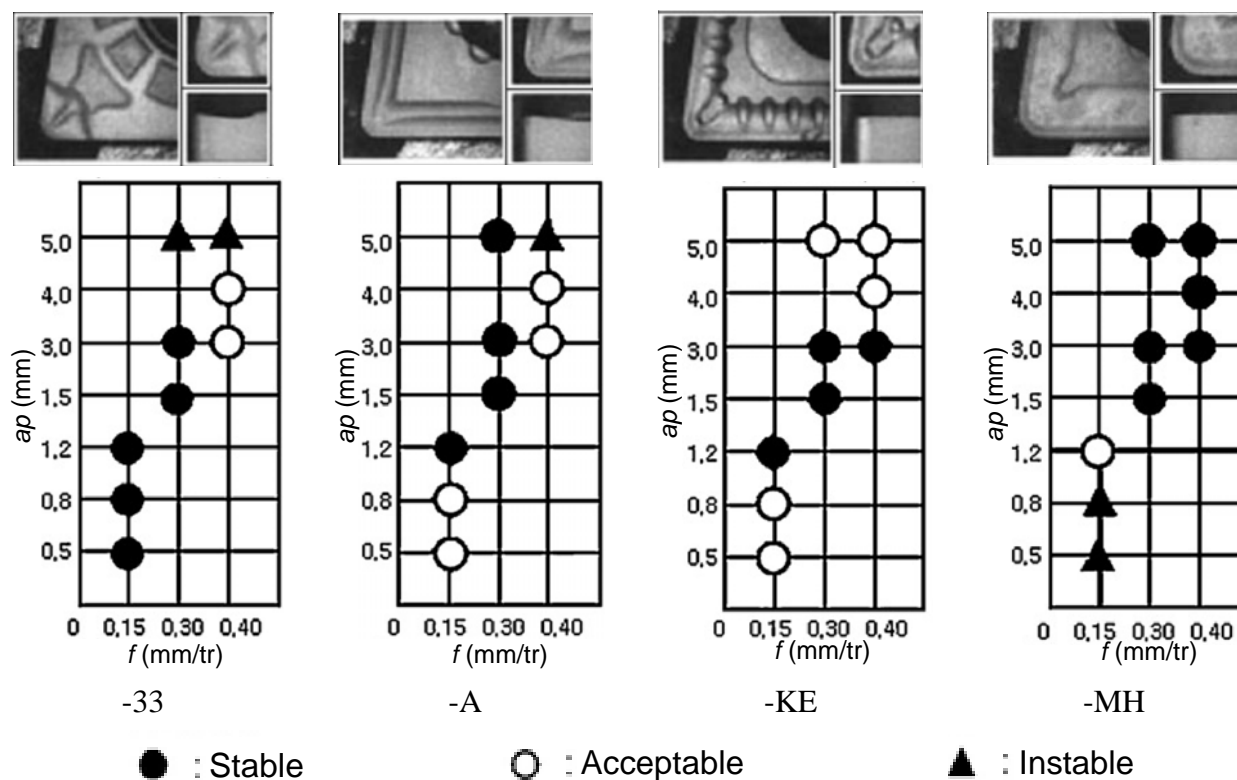 5,0
4,0
3,0
1,5
1,2
0,8
0,5
ap (mm)
0 0,15 0,30 0,40
f (mm/tr)
-33
5,0
4,0
3,0
1,5
1,2
0,8
0,5
ap (mm)
0 0,15 0,30 0,40
f (mm/tr)
-A
5,0
4,0
3,0
1,5
1,2
0,8
0,5
ap (mm)
0 0,15 0,30 0,40
f (mm/tr)
-KE
5,0
4,0
3,0
1,5
1,2
0,8
0,5
ap (mm)
0 0,15 0,30 0,40
f (mm/tr)
-MH
: Stable
: Acceptable
: Instable